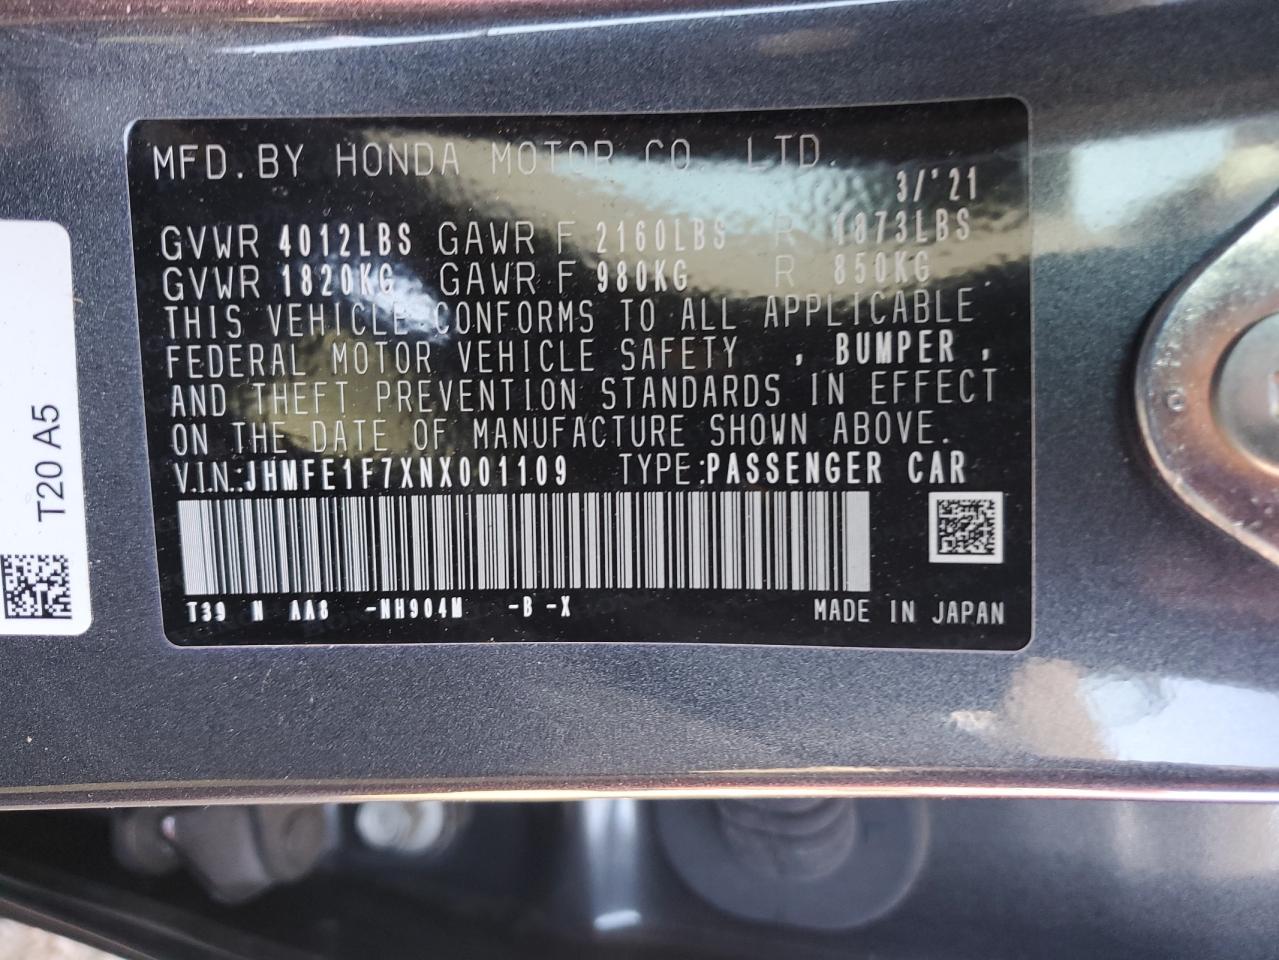 MFD. BY HONDA MOTOR CO. LTD.
3/'21
GVWR 4012LBS GAWR F 2160LBS R 1873LBS
GVWR 1820KG GAWR F 980KG R 850KG
THIS VEHICLE CONFORMS TO ALL APPLICABLE
FEDERAL MOTOR VEHICLE SAFETY , BUMPER ,
AND THEFT PREVENTION STANDARDS IN EFFECT
ON THE DATE OF MANUFACTURE SHOWN ABOVE.
V.I.N.:JHMFE1F7XNX001109 TYPE:PASSENGER CAR
T39 N AA8 -NH904M -B -X MADE IN JAPAN
T20 A5